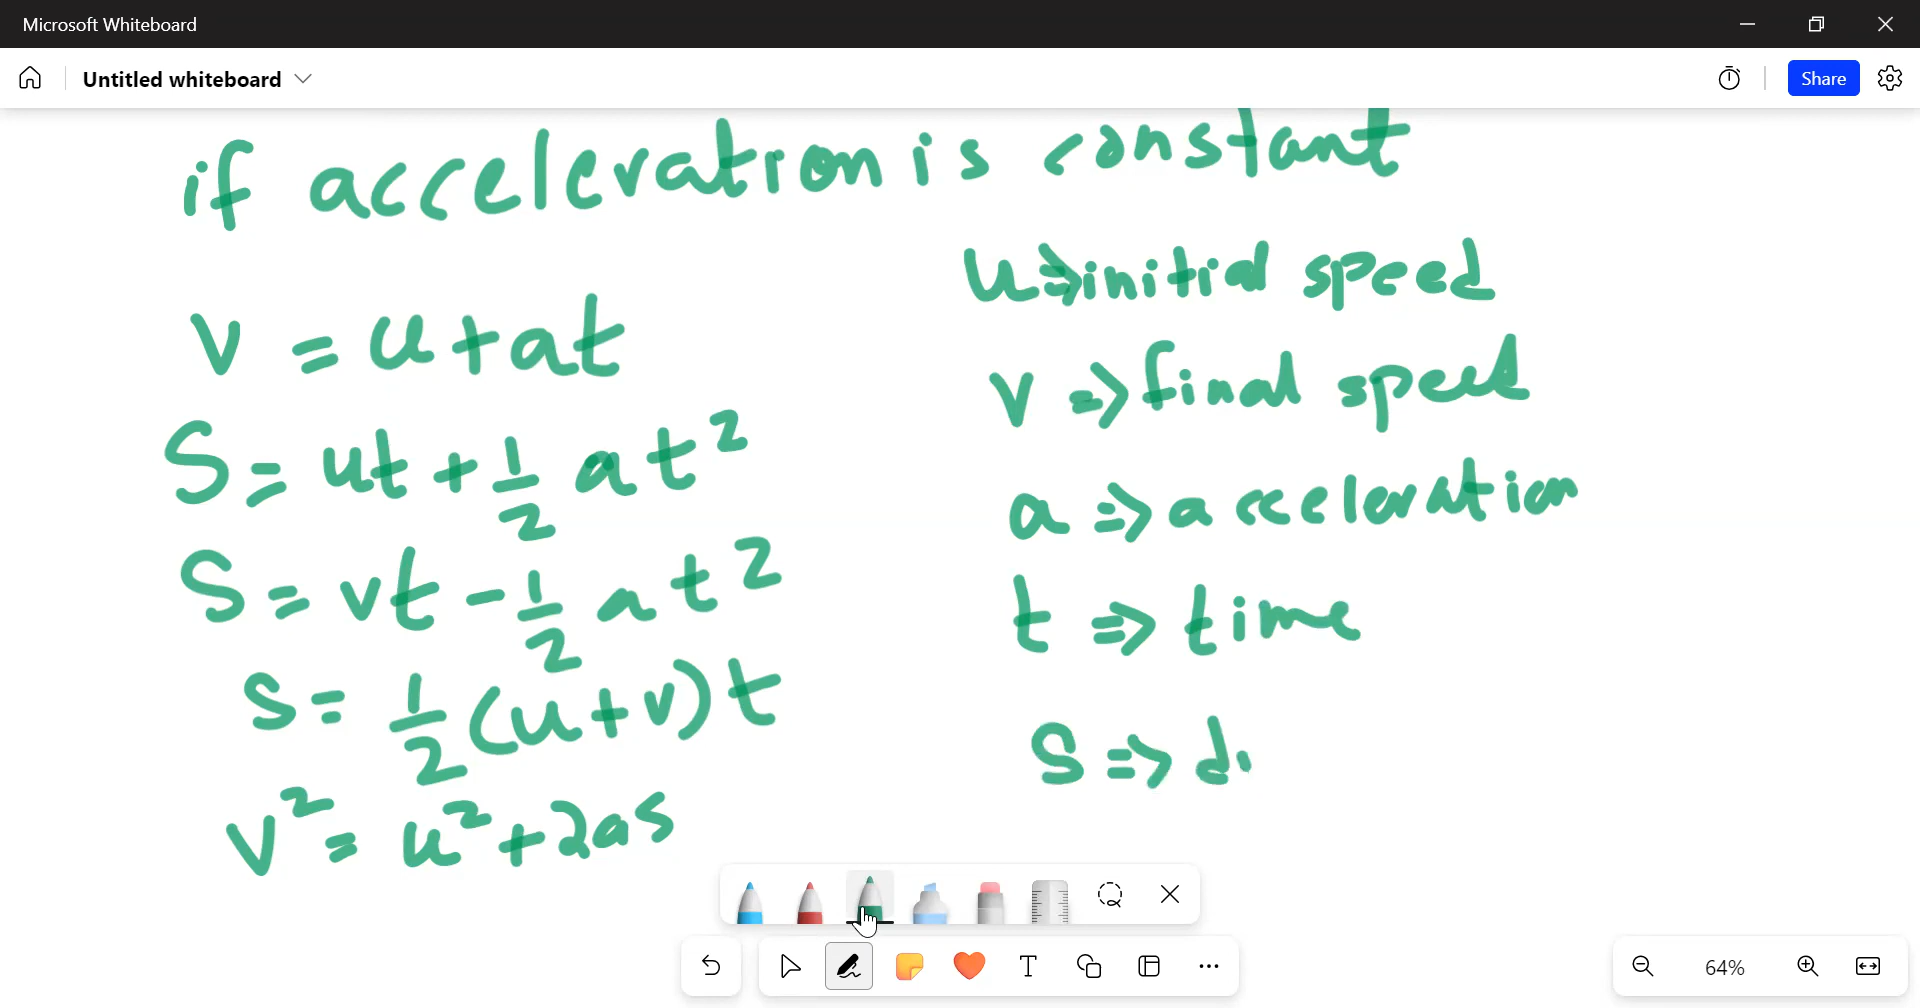 Microsoft Whiteboard
Untitled whiteboard
Share
if acceleration is constant
u⇒initial speed
v = u+at
v ⇒ final speed
S = ut + 1/2 at²
a ⇒ acceleration
S = vt - 1/2 at²
t ⇒ time
S = 1/2 (u+v)t
S ⇒ di
v² = u²+2as
T
64%